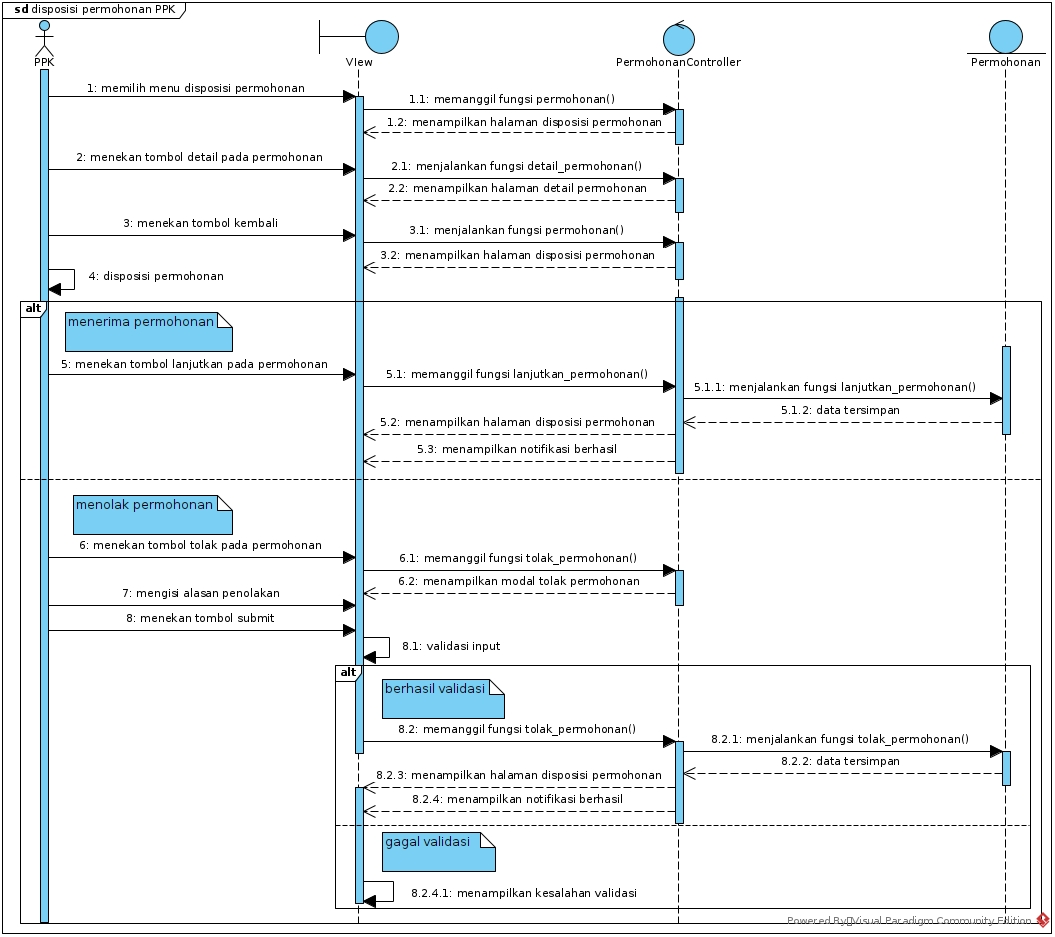 sd disposisi permohonan PPK
PPK
VIew
PermohonanController
Permohonan
1: memilih menu disposisi permohonan
1.1: memanggil fungsi permohonan()
1.2: menampilkan halaman disposisi permohonan
2: menekan tombol detail pada permohonan
2.1: menjalankan fungsi detail_permohonan()
2.2: menampilkan halaman detail permohonan
3: menekan tombol kembali
3.1: menjalankan fungsi permohonan()
3.2: menampilkan halaman disposisi permohonan
4: disposisi permohonan
alt
menerima permohonan
5: menekan tombol lanjutkan pada permohonan
5.1: memanggil fungsi lanjutkan_permohonan()
5.1.1: menjalankan fungsi lanjutkan_permohonan()
5.1.2: data tersimpan
5.2: menampilkan halaman disposisi permohonan
5.3: menampilkan notifikasi berhasil
menolak permohonan
6: menekan tombol tolak pada permohonan
6.1: memanggil fungsi tolak_permohonan()
6.2: menampilkan modal tolak permohonan
7: mengisi alasan penolakan
8: menekan tombol submit
8.1: validasi input
alt
berhasil validasi
8.2: memanggil fungsi tolak_permohonan()
8.2.1: menjalankan fungsi tolak_permohonan()
8.2.2: data tersimpan
8.2.3: menampilkan halaman disposisi permohonan
8.2.4: menampilkan notifikasi berhasil
gagal validasi
8.2.4.1: menampilkan kesalahan validasi
Powered By Visual Paradigm Community Edition